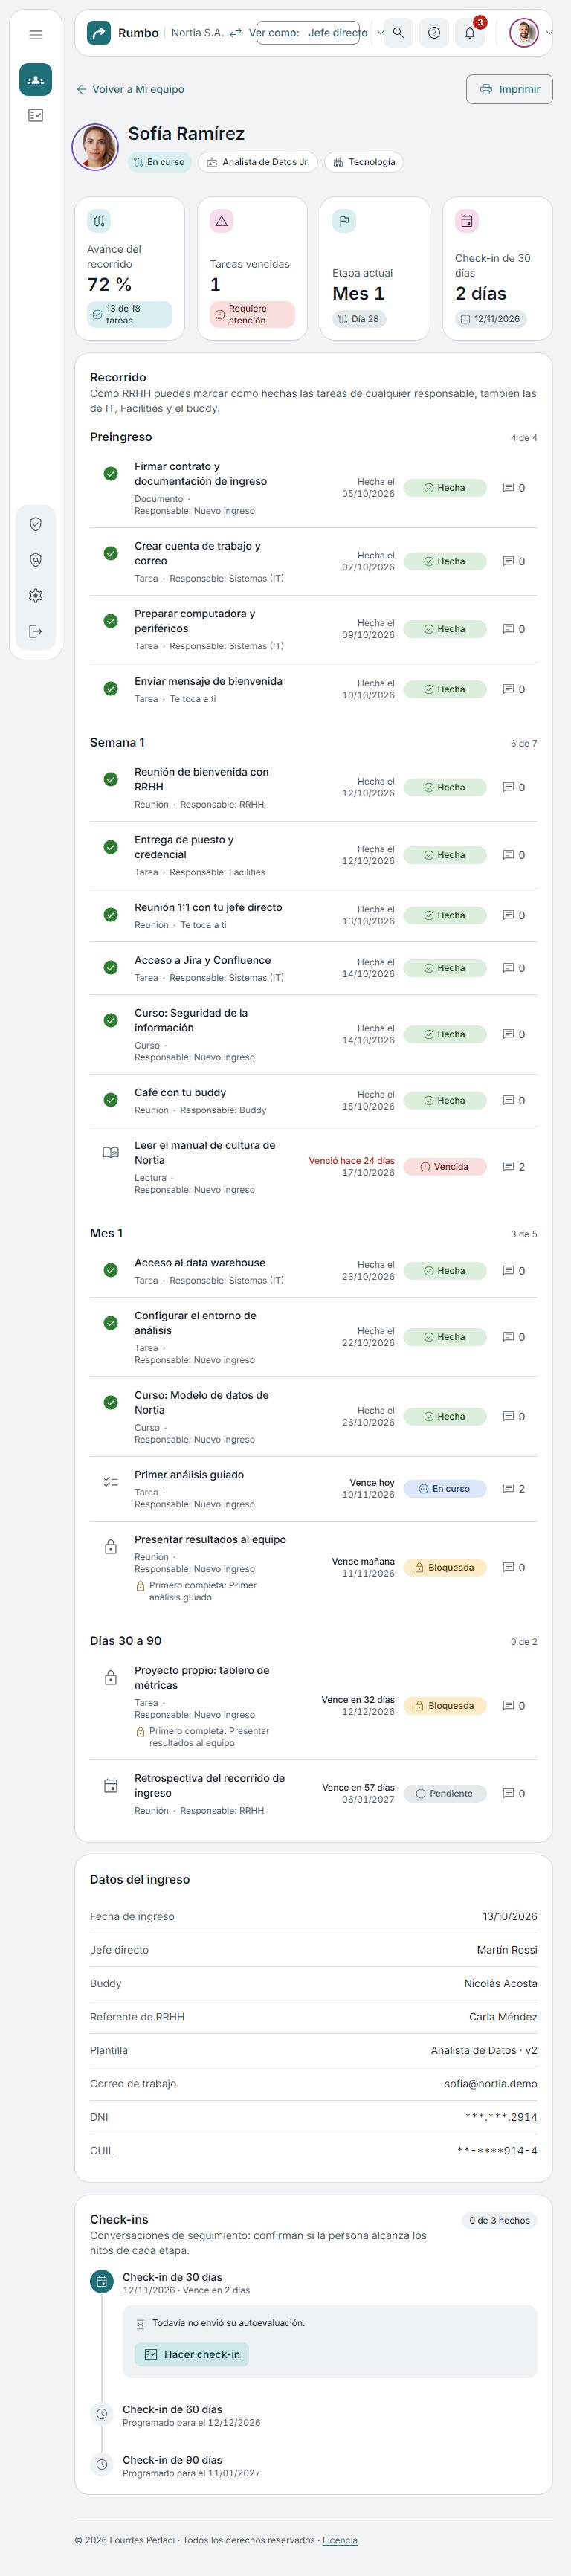 Rumbo
Nortia S.A.
Ver como: Jefe directo
3
Volver a Mi equipo
Imprimir
Sofía Ramírez
En curso
Analista de Datos Jr.
Tecnología
Avance del
recorrido
72 %
13 de 18
tareas
Tareas vencidas
1
Requiere
atención
Etapa actual
Mes 1
Día 28
Check-in de 30
días
2 días
12/11/2026
Recorrido
Como RRHH puedes marcar como hechas las tareas de cualquier responsable, también las
de IT, Facilities y el buddy.
Preingreso
4 de 4
Firmar contrato y
documentación de ingreso
Documento ·
Responsable: Nuevo ingreso
Hecha el
05/10/2026
Hecha
0
Crear cuenta de trabajo y
correo
Tarea · Responsable: Sistemas (IT)
Hecha el
07/10/2026
Hecha
0
Preparar computadora y
periféricos
Tarea · Responsable: Sistemas (IT)
Hecha el
09/10/2026
Hecha
0
Enviar mensaje de bienvenida
Tarea · Te toca a ti
Hecha el
10/10/2026
Hecha
0
Semana 1
6 de 7
Reunión de bienvenida con
RRHH
Reunión · Responsable: RRHH
Hecha el
12/10/2026
Hecha
0
Entrega de puesto y
credencial
Tarea · Responsable: Facilities
Hecha el
12/10/2026
Hecha
0
Reunión 1:1 con tu jefe directo
Reunión · Te toca a ti
Hecha el
13/10/2026
Hecha
0
Acceso a Jira y Confluence
Tarea · Responsable: Sistemas (IT)
Hecha el
14/10/2026
Hecha
0
Curso: Seguridad de la
información
Curso ·
Responsable: Nuevo ingreso
Hecha el
14/10/2026
Hecha
0
Café con tu buddy
Reunión · Responsable: Buddy
Hecha el
15/10/2026
Hecha
0
Leer el manual de cultura de
Nortia
Lectura ·
Responsable: Nuevo ingreso
Venció hace 24 días
17/10/2026
Vencida
2
Mes 1
3 de 5
Acceso al data warehouse
Tarea · Responsable: Sistemas (IT)
Hecha el
23/10/2026
Hecha
0
Configurar el entorno de
análisis
Tarea ·
Responsable: Nuevo ingreso
Hecha el
22/10/2026
Hecha
0
Curso: Modelo de datos de
Nortia
Curso ·
Responsable: Nuevo ingreso
Hecha el
26/10/2026
Hecha
0
Primer análisis guiado
Tarea ·
Responsable: Nuevo ingreso
Vence hoy
10/11/2026
En curso
2
Presentar resultados al equipo
Reunión ·
Responsable: Nuevo ingreso
Primero completa: Primer
análisis guiado
Vence mañana
11/11/2026
Bloqueada
0
Días 30 a 90
0 de 2
Proyecto propio: tablero de
métricas
Tarea ·
Responsable: Nuevo ingreso
Primero completa: Presentar
resultados al equipo
Vence en 32 días
12/12/2026
Bloqueada
0
Retrospectiva del recorrido de
ingreso
Reunión · Responsable: RRHH
Vence en 57 días
06/01/2027
Pendiente
0
Datos del ingreso
Fecha de ingreso 13/10/2026
Jefe directo Martín Rossi
Buddy Nicolás Acosta
Referente de RRHH Carla Méndez
Plantilla Analista de Datos · v2
Correo de trabajo sofia@nortia.demo
DNI ***.***.2914
CUIL **-****914-4
Check-ins
0 de 3 hechos
Conversaciones de seguimiento: confirman si la persona alcanza los
hitos de cada etapa.
Check-in de 30 días
12/11/2026 · Vence en 2 días
Todavía no envió su autoevaluación.
Hacer check-in
Check-in de 60 días
Programado para el 12/12/2026
Check-in de 90 días
Programado para el 11/01/2027
© 2026 Lourdes Pedaci · Todos los derechos reservados · Licencia